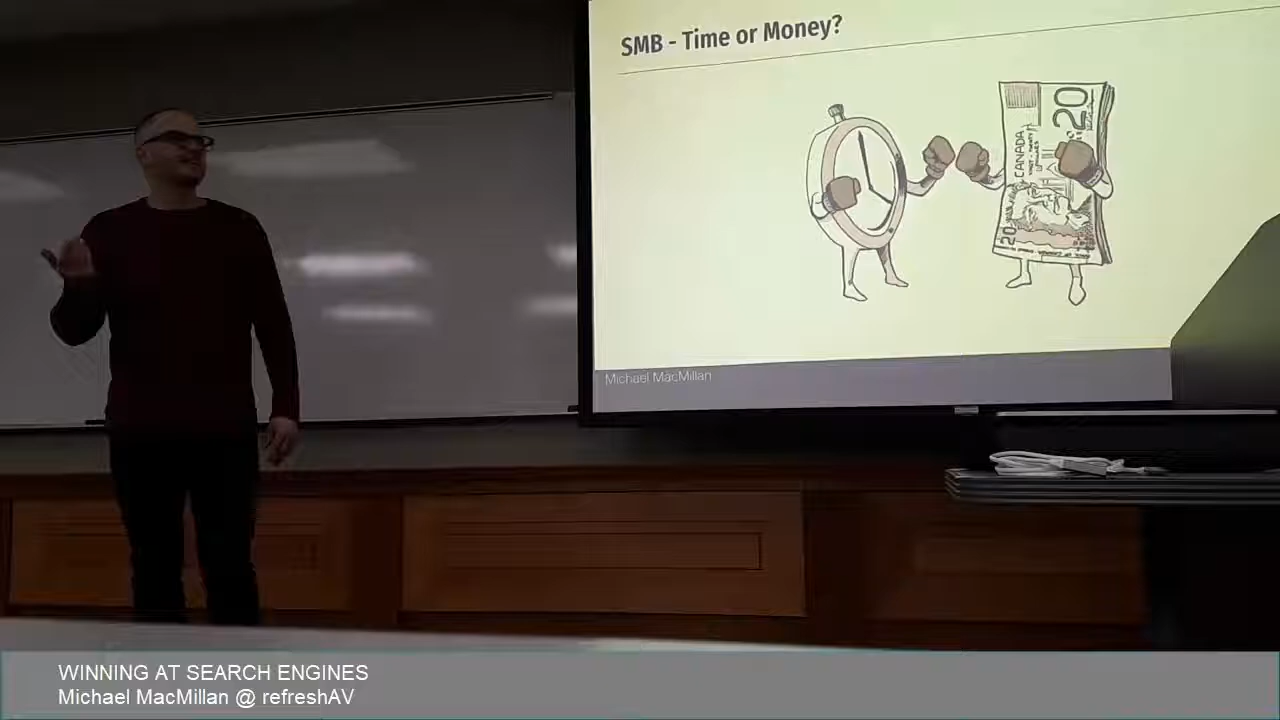 SMB - Time or Money?
20
CANADA
20
Michael MacMillan
WINNING AT SEARCH ENGINES
Michael MacMillan @ refreshAV